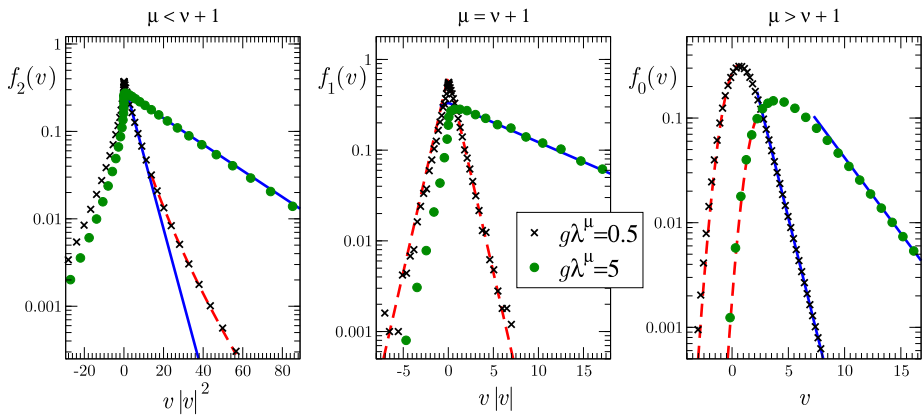 μ < ν + 1
μ = ν + 1
μ > ν + 1
1
0.1
0.01
0.001
f₂(v)
-20 0 20 40 60 80
v |v|²
1
0.1
0.01
0.001
f₁(v)
-5 0 5 10 15
v |v|
gλ^μ=0.5
gλ^μ=5
0.1
0.01
0.001
f₀(v)
0 5 10 15
v